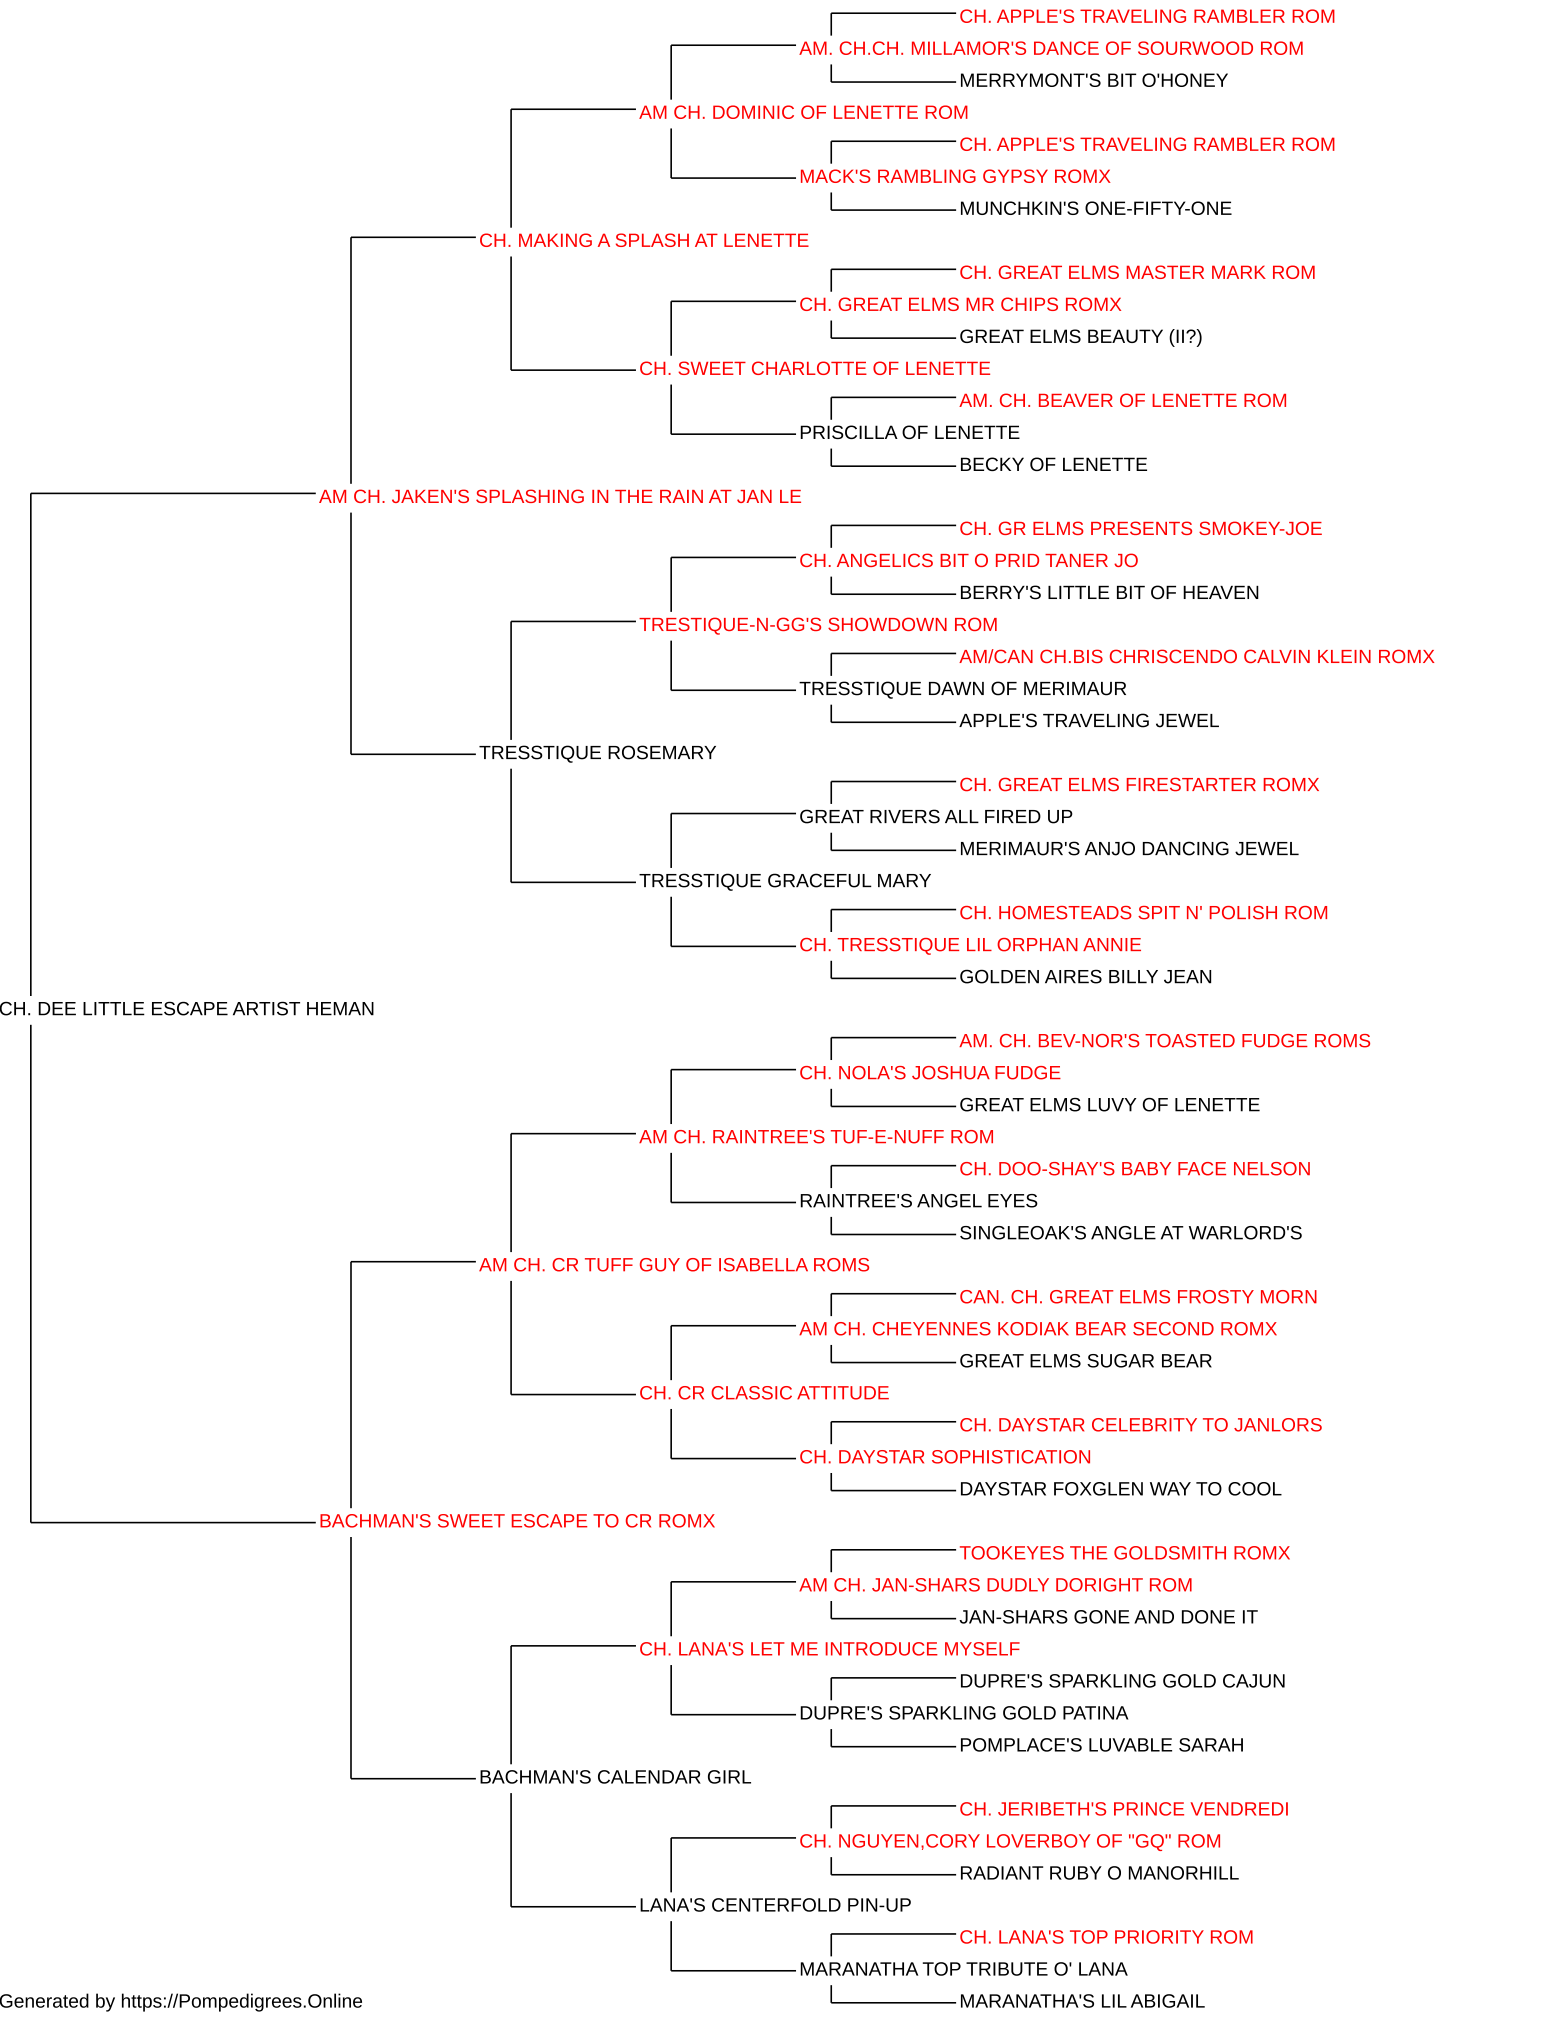 CH. APPLE'S TRAVELING RAMBLER ROM
AM. CH.CH. MILLAMOR'S DANCE OF SOURWOOD ROM
MERRYMONT'S BIT O'HONEY
AM CH. DOMINIC OF LENETTE ROM
CH. APPLE'S TRAVELING RAMBLER ROM
MACK'S RAMBLING GYPSY ROMX
MUNCHKIN'S ONE-FIFTY-ONE
CH. MAKING A SPLASH AT LENETTE
CH. GREAT ELMS MASTER MARK ROM
CH. GREAT ELMS MR CHIPS ROMX
GREAT ELMS BEAUTY (II?)
CH. SWEET CHARLOTTE OF LENETTE
AM. CH. BEAVER OF LENETTE ROM
PRISCILLA OF LENETTE
BECKY OF LENETTE
AM CH. JAKEN'S SPLASHING IN THE RAIN AT JAN LE
CH. GR ELMS PRESENTS SMOKEY-JOE
CH. ANGELICS BIT O PRID TANER JO
BERRY'S LITTLE BIT OF HEAVEN
TRESTIQUE-N-GG'S SHOWDOWN ROM
AM/CAN CH.BIS CHRISCENDO CALVIN KLEIN ROMX
TRESSTIQUE DAWN OF MERIMAUR
APPLE'S TRAVELING JEWEL
TRESSTIQUE ROSEMARY
CH. GREAT ELMS FIRESTARTER ROMX
GREAT RIVERS ALL FIRED UP
MERIMAUR'S ANJO DANCING JEWEL
TRESSTIQUE GRACEFUL MARY
CH. HOMESTEADS SPIT N' POLISH ROM
CH. TRESSTIQUE LIL ORPHAN ANNIE
GOLDEN AIRES BILLY JEAN
CH. DEE LITTLE ESCAPE ARTIST HEMAN
AM. CH. BEV-NOR'S TOASTED FUDGE ROMS
CH. NOLA'S JOSHUA FUDGE
GREAT ELMS LUVY OF LENETTE
AM CH. RAINTREE'S TUF-E-NUFF ROM
CH. DOO-SHAY'S BABY FACE NELSON
RAINTREE'S ANGEL EYES
SINGLEOAK'S ANGLE AT WARLORD'S
AM CH. CR TUFF GUY OF ISABELLA ROMS
CAN. CH. GREAT ELMS FROSTY MORN
AM CH. CHEYENNES KODIAK BEAR SECOND ROMX
GREAT ELMS SUGAR BEAR
CH. CR CLASSIC ATTITUDE
CH. DAYSTAR CELEBRITY TO JANLORS
CH. DAYSTAR SOPHISTICATION
DAYSTAR FOXGLEN WAY TO COOL
BACHMAN'S SWEET ESCAPE TO CR ROMX
TOOKEYES THE GOLDSMITH ROMX
AM CH. JAN-SHARS DUDLY DORIGHT ROM
JAN-SHARS GONE AND DONE IT
CH. LANA'S LET ME INTRODUCE MYSELF
DUPRE'S SPARKLING GOLD CAJUN
DUPRE'S SPARKLING GOLD PATINA
POMPLACE'S LUVABLE SARAH
BACHMAN'S CALENDAR GIRL
CH. JERIBETH'S PRINCE VENDREDI
CH. NGUYEN,CORY LOVERBOY OF "GQ" ROM
RADIANT RUBY O MANORHILL
LANA'S CENTERFOLD PIN-UP
CH. LANA'S TOP PRIORITY ROM
MARANATHA TOP TRIBUTE O' LANA
MARANATHA'S LIL ABIGAIL
Generated by https://Pompedigrees.Online